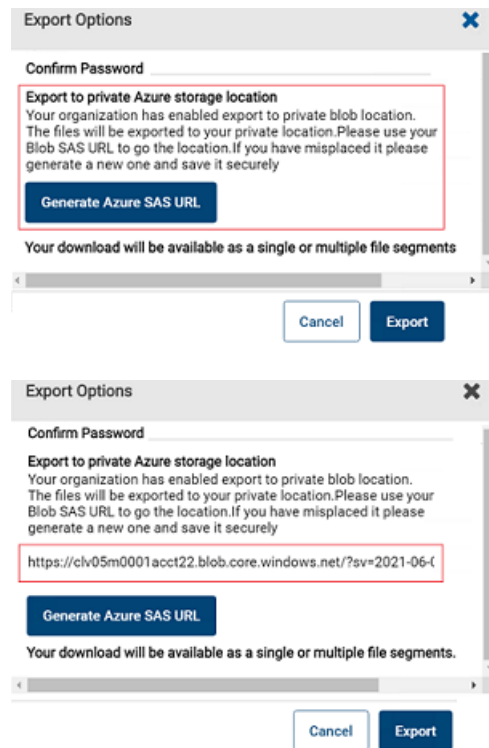 Export Options
Confirm Password
Export to private Azure storage location
Your organization has enabled export to private blob location.
The files will be exported to your private location.Please use your
Blob SAS URL to go the location.If you have misplaced it please
generate a new one and save it securely
Generate Azure SAS URL
Your download will be available as a single or multiple file segments
Cancel Export
Export Options
Confirm Password
Export to private Azure storage location
Your organization has enabled export to private blob location.
The files will be exported to your private location.Please use your
Blob SAS URL to go the location.If you have misplaced it please
generate a new one and save it securely
https://clv05m0001acct22.blob.core.windows.net/?sv=2021-06-(
Generate Azure SAS URL
Your download will be available as a single or multiple file segments.
Cancel Export